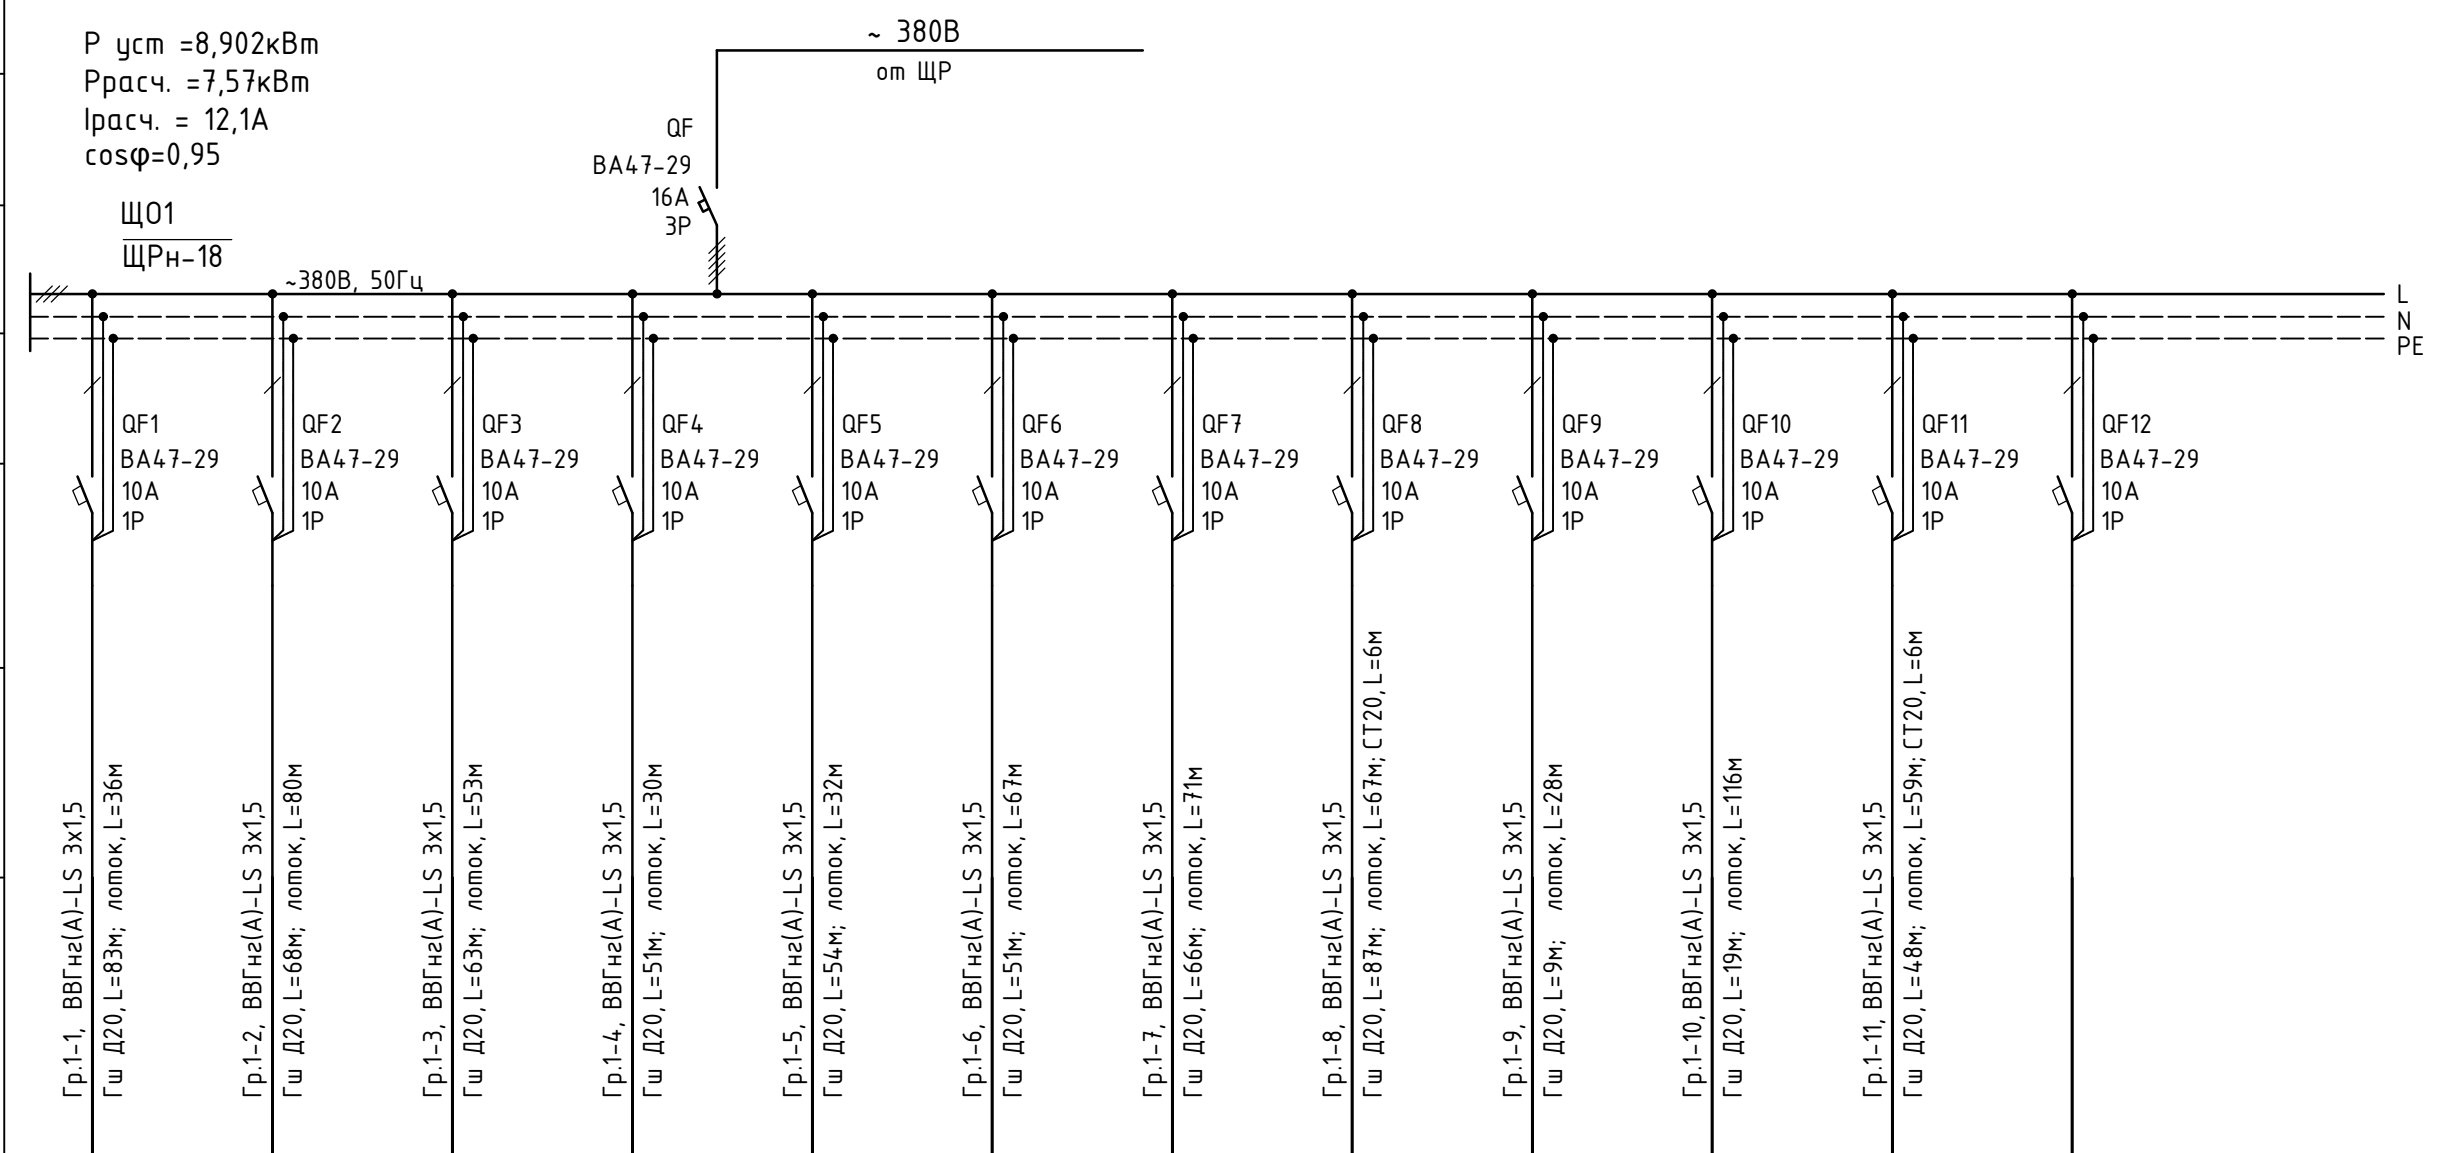 Р уст =8,902кВт
Ррасч. =7,57кВт
Iрасч. = 12,1А
cosφ=0,95
ЩО1
ЩРн-18
~ 380В
от ЩР
QF
ВА47-29
16А
3Р
~380В, 50Гц
L
N
PE
QF1
ВА47-29
10А
1Р
QF2
ВА47-29
10А
1Р
QF3
ВА47-29
10А
1Р
QF4
ВА47-29
10А
1Р
QF5
ВА47-29
10А
1Р
QF6
ВА47-29
10А
1Р
QF7
ВА47-29
10А
1Р
QF8
ВА47-29
10А
1Р
QF9
ВА47-29
10А
1Р
QF10
ВА47-29
10А
1Р
QF11
ВА47-29
10А
1Р
QF12
ВА47-29
10А
1Р
Гр.1-1, ВВГнг(А)-LS 3х1,5
Гш Д20, L=83м; лоток, L=36м
Гр.1-2, ВВГнг(А)-LS 3х1,5
Гш Д20, L=68м; лоток, L=80м
Гр.1-3, ВВГнг(А)-LS 3х1,5
Гш Д20, L=63м; лоток, L=53м
Гр.1-4, ВВГнг(А)-LS 3х1,5
Гш Д20, L=51м; лоток, L=30м
Гр.1-5, ВВГнг(А)-LS 3х1,5
Гш Д20, L=54м; лоток, L=32м
Гр.1-6, ВВГнг(А)-LS 3х1,5
Гш Д20, L=51м; лоток, L=67м
Гр.1-7, ВВГнг(А)-LS 3х1,5
Гш Д20, L=66м; лоток, L=71м
Гр.1-8, ВВГнг(А)-LS 3х1,5
Гш Д20, L=87м; лоток, L=67м; СТ20, L=6м
Гр.1-9, ВВГнг(А)-LS 3х1,5
Гш Д20, L=9м; лоток, L=28м
Гр.1-10, ВВГнг(А)-LS 3х1,5
Гш Д20, L=19м; лоток, L=116м
Гр.1-11, ВВГнг(А)-LS 3х1,5
Гш Д20, L=48м; лоток, L=59м; СТ20, L=6м